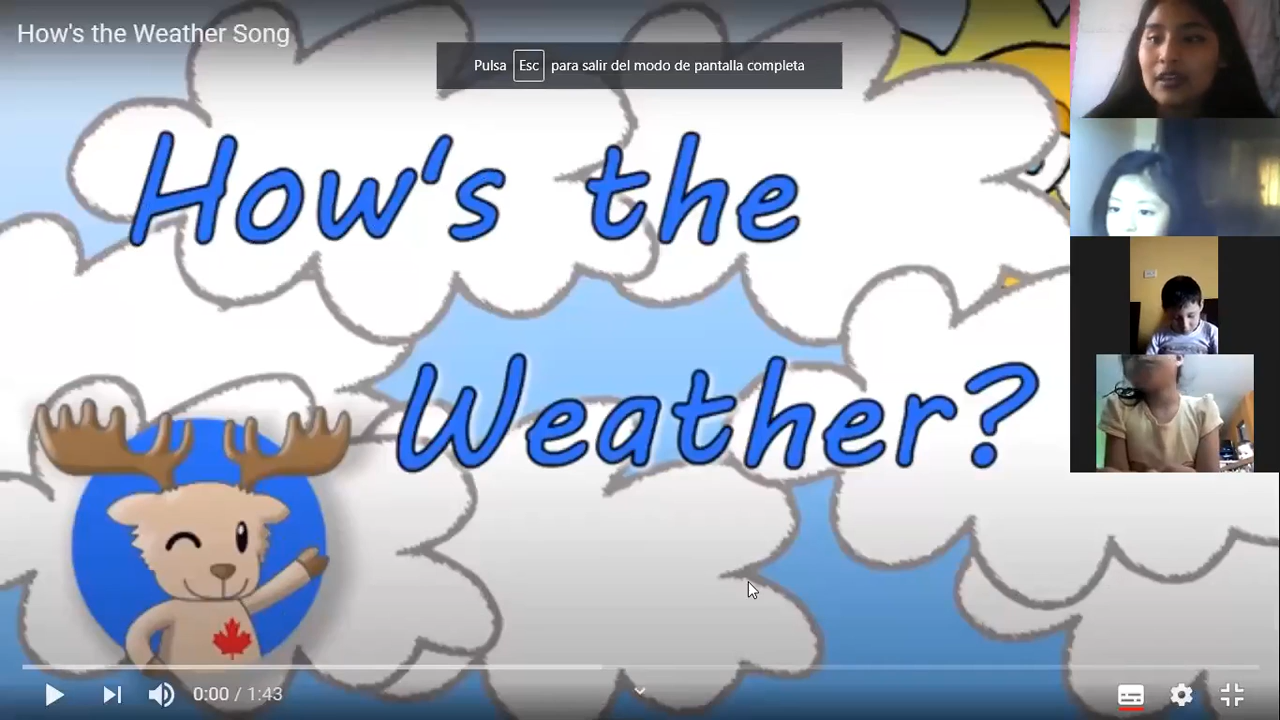 How's the Weather Song
Pulsa Esc para salir del modo de pantalla completa
How's the
Weather?
0:00 / 1:43